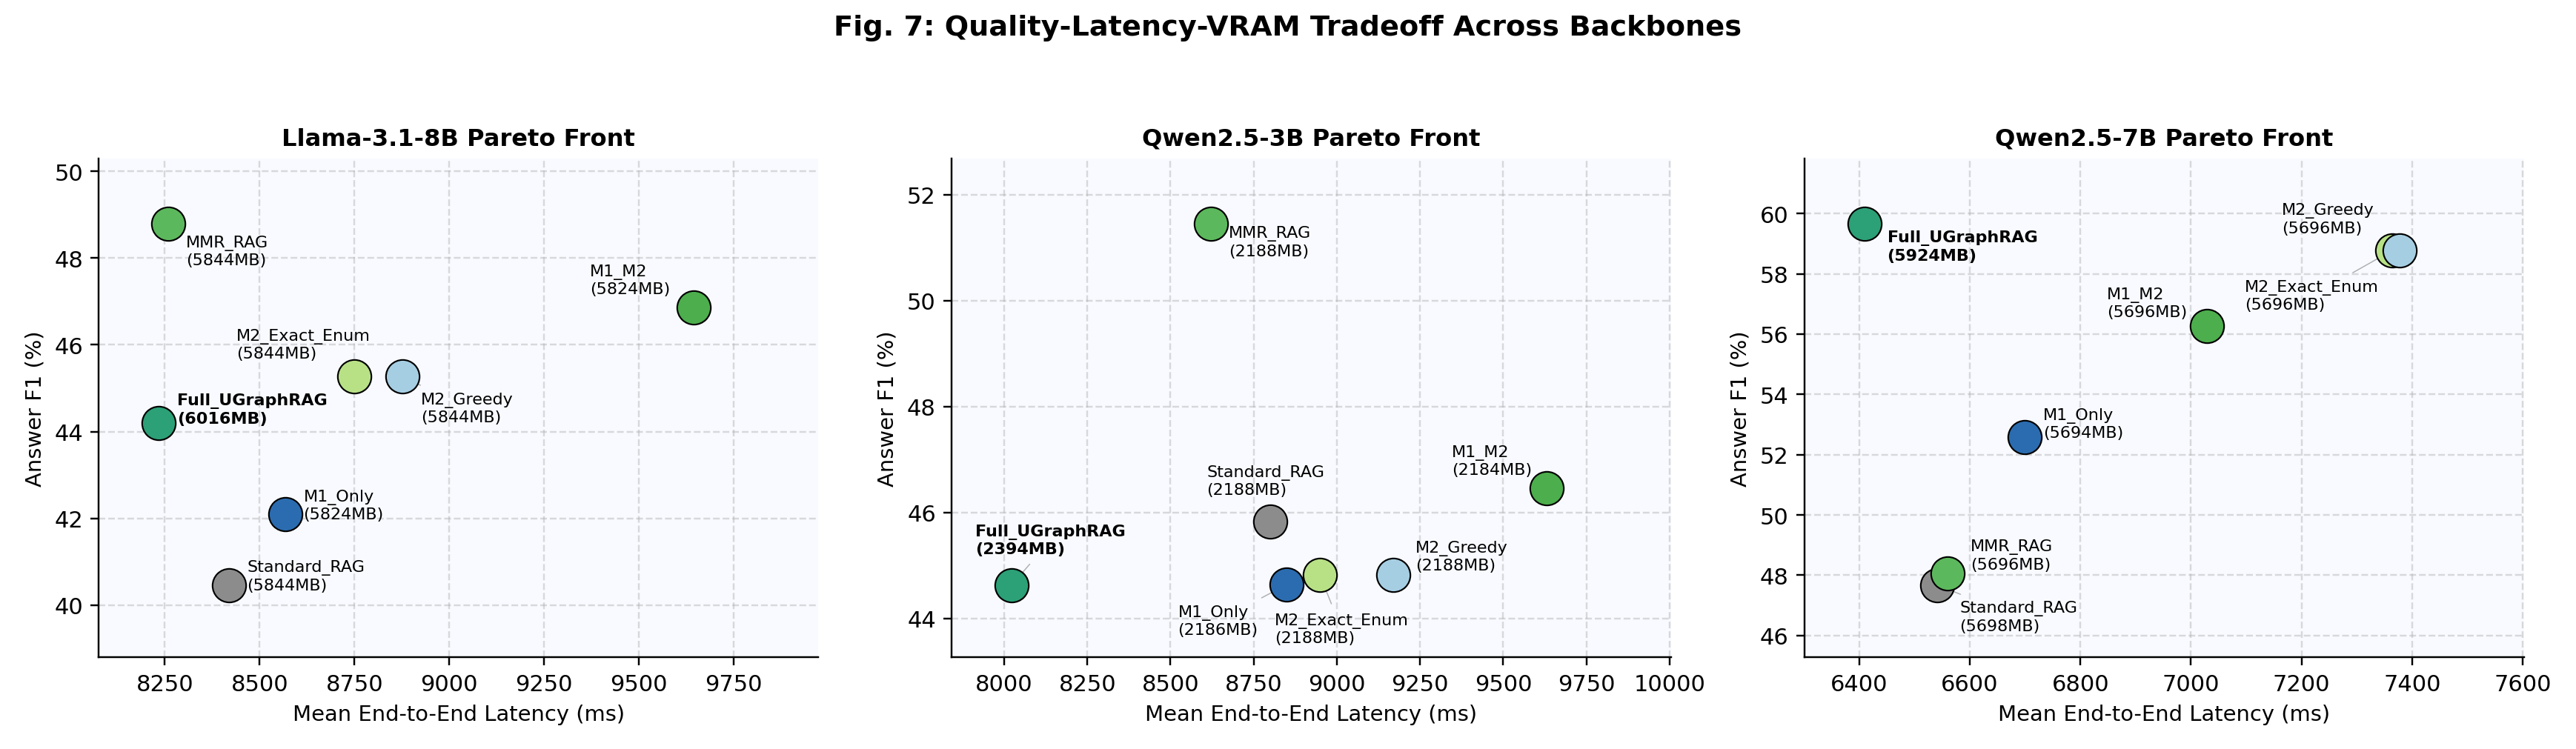 Fig. 7: Quality-Latency-VRAM Tradeoff Across Backbones
Llama-3.1-8B Pareto Front
Answer F1 (%)
50
48
46
44
42
40
MMR_RAG
(5844MB)
M1_M2
(5824MB)
M2_Exact_Enum
(5844MB)
Full_UGraphRAG
(6016MB)
M2_Greedy
(5844MB)
M1_Only
(5824MB)
Standard_RAG
(5844MB)
8250 8500 8750 9000 9250 9500 9750
Mean End-to-End Latency (ms)
Qwen2.5-3B Pareto Front
Answer F1 (%)
52
50
48
46
44
MMR_RAG
(2188MB)
M1_M2
(2184MB)
Standard_RAG
(2188MB)
Full_UGraphRAG
(2394MB)
M2_Greedy
(2188MB)
M1_Only
(2186MB)
M2_Exact_Enum
(2188MB)
8000 8250 8500 8750 9000 9250 9500 9750 10000
Mean End-to-End Latency (ms)
Qwen2.5-7B Pareto Front
Answer F1 (%)
60
58
56
54
52
50
48
46
M2_Greedy
(5696MB)
Full_UGraphRAG
(5924MB)
M2_Exact_Enum
(5696MB)
M1_M2
(5696MB)
M1_Only
(5694MB)
MMR_RAG
(5696MB)
Standard_RAG
(5698MB)
6400 6600 6800 7000 7200 7400 7600
Mean End-to-End Latency (ms)